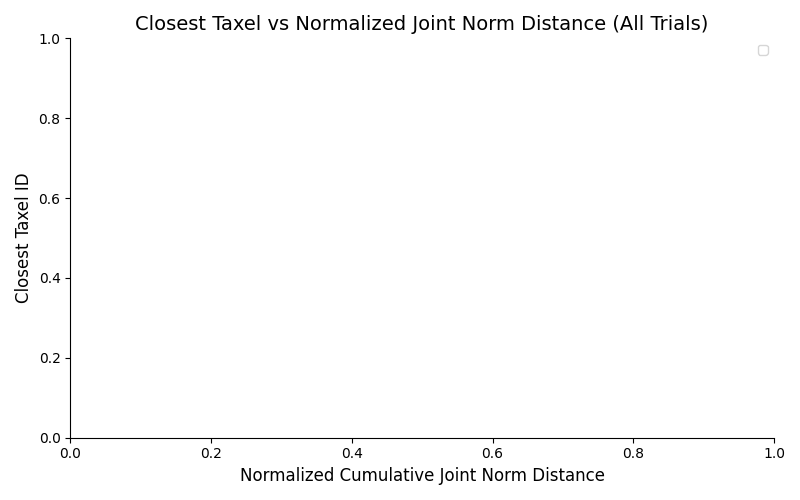 Closest Taxel vs Normalized Joint Norm Distance (All Trials)
1.0
0.8
0.6
0.4
0.2
0.0
Closest Taxel ID
0.0 0.2 0.4 0.6 0.8 1.0
Normalized Cumulative Joint Norm Distance